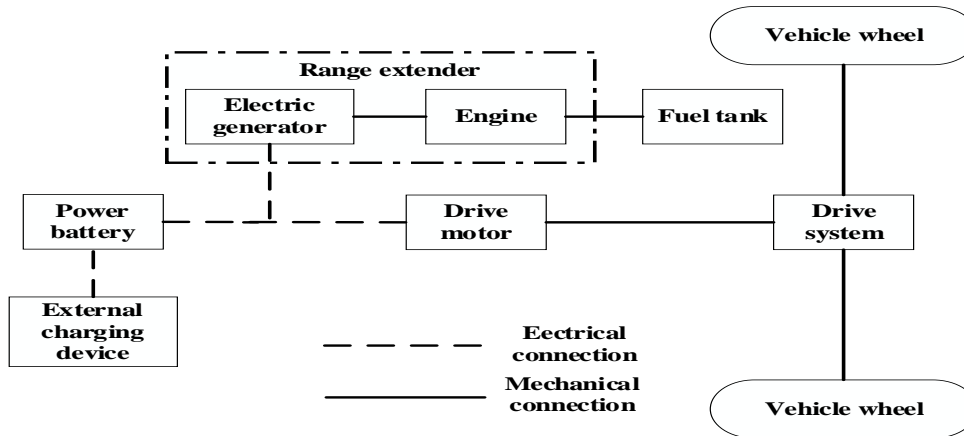 Vehicle wheel
Range extender
Electric
generator
Engine
Fuel tank
Power
battery
Drive
motor
Drive
system
External
charging
device
Eectrical
connection
Mechanical
connection
Vehicle wheel